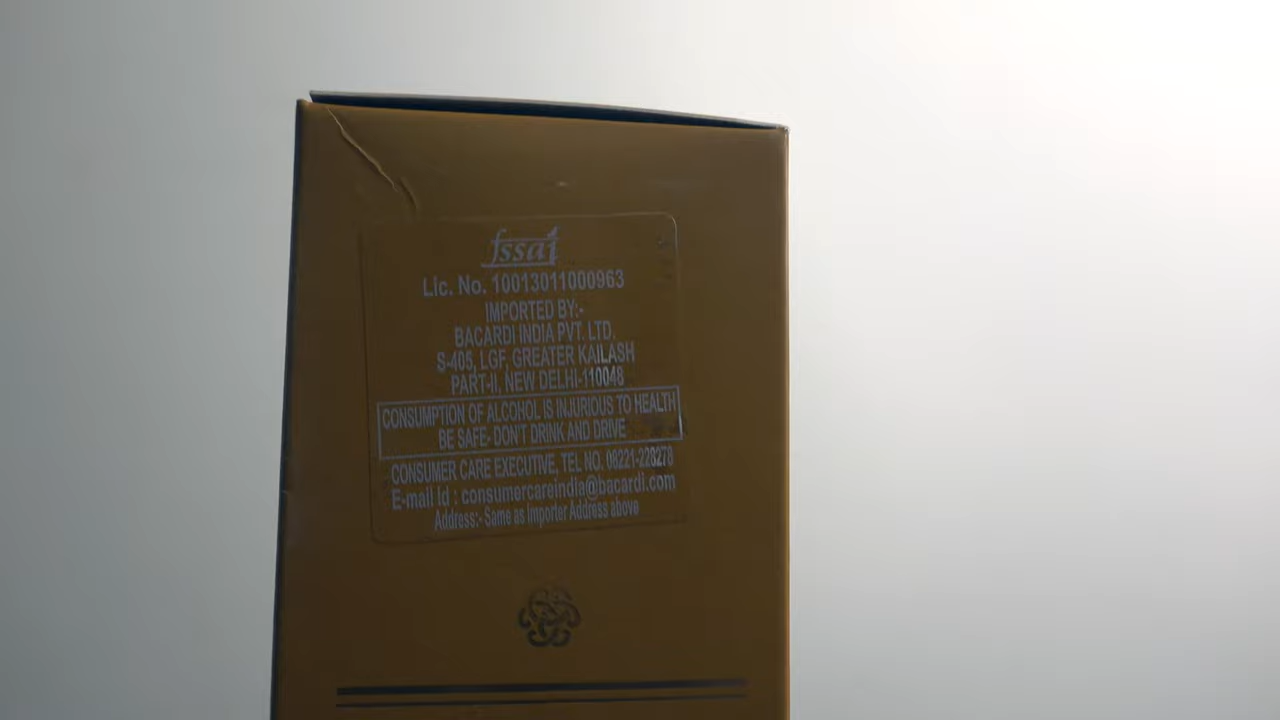 fssai
Lic. No. 10013011000963
IMPORTED BY:-
BACARDI INDIA PVT. LTD.
S-405, LGF, GREATER KAILASH
PART-II, NEW DELHI-110048
CONSUMPTION OF ALCOHOL IS INJURIOUS TO HEALTH
BE SAFE- DON'T DRINK AND DRIVE
CONSUMER CARE EXECUTIVE, TEL NO. 08221-228278
E-mail Id : consumercareindia@bacardi.com
Address:- Same as Importer Address above